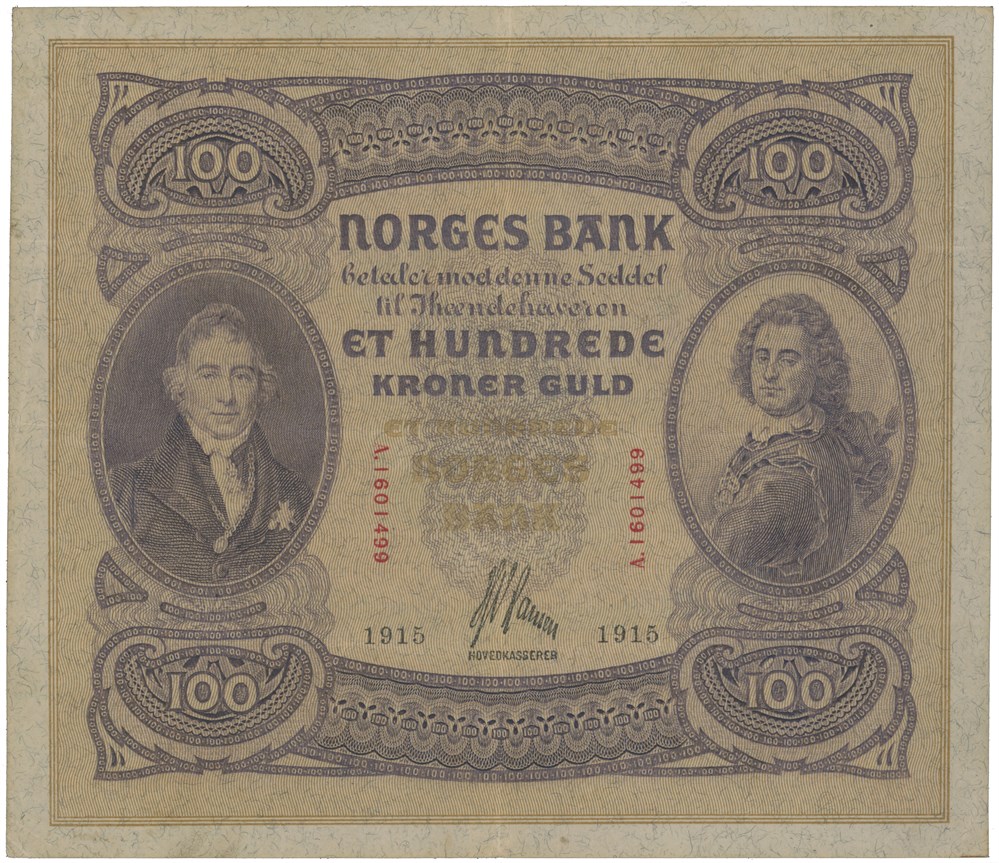 100 100
NORGES BANK
betaler mod denne Seddel
til Ihændehaveren
ET HUNDREDE
KRONER GULD
ET HUNDREDE
NORGES
BANK
A.1601499 A.1601499
1915 1915
HOVEDKASSERER
100 100